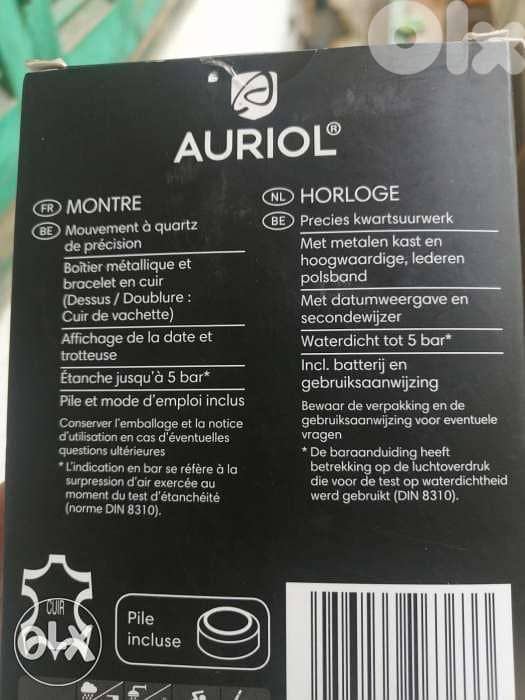 olx
AURIOL®
FR MONTRE
BE Mouvement à quartz
de précision
Boîtier métallique et
bracelet en cuir
(Dessus / Doublure :
Cuir de vachette)
Affichage de la date et
trotteuse
Étanche jusqu'à 5 bar*
Pile et mode d'emploi inclus
Conserver l'emballage et la notice
d'utilisation en cas d'éventuelles
questions ultérieures
* L'indication en bar se réfère à la
surpression d'air exercée au
moment du test d'étanchéité
(norme DIN 8310).
NL HORLOGE
BE Precies kwartsuurwerk
Met metalen kast en
hoogwaardige, lederen
polsband
Met datumweergave en
secondewijzer
Waterdicht tot 5 bar*
Incl. batterij en
gebruiksaanwijzing
Bewaar de verpakking en de
gebruiksaanwijzing voor eventuele
vragen
* De baraanduiding heeft
betrekking op de luchtoverdruk
die voor de test op waterdichtheid
werd gebruikt (DIN 8310).
CUIR
olx
Pile
incluse